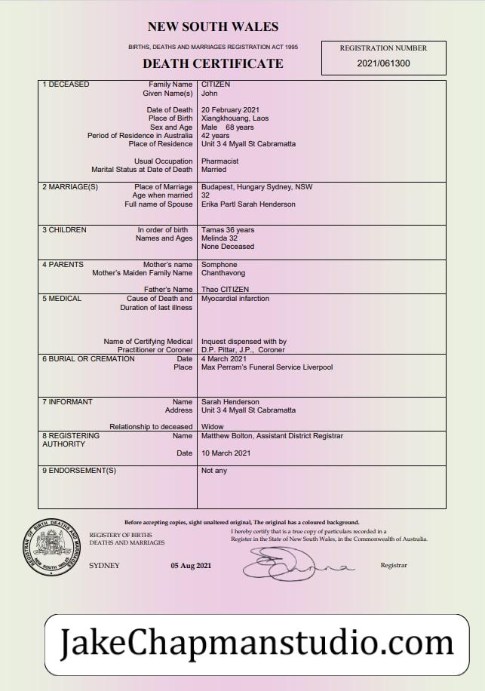 NEW SOUTH WALES
BIRTHS, DEATHS AND MARRIAGES REGISTRATION ACT 1995
DEATH CERTIFICATE
REGISTRATION NUMBER
2021/061300
1 DECEASED Family Name CITIZEN
Given Name(s) John
Date of Death 20 February 2021
Place of Birth Xiangkhouang, Laos
Sex and Age Male 68 years
Period of Residence in Australia 42 years
Place of Residence Unit 3 4 Myall St Cabramatta
Usual Occupation Pharmacist
Marital Status at Date of Death Married
2 MARRIAGE(S) Place of Marriage Budapest, Hungary Sydney, NSW
Age when married 32
Full name of Spouse Erika Partl Sarah Henderson
3 CHILDREN In order of birth Tamas 36 years
Names and Ages Melinda 32
None Deceased
4 PARENTS Mother's name Somphone
Mother's Maiden Family Name Chanthavong
Father's Name Thao CITIZEN
5 MEDICAL Cause of Death and Myocardial infarction
Duration of last illness
Name of Certifying Medical Inquest dispensed with by
Practitioner or Coroner D.P. Pittar, J.P., Coroner
6 BURIAL OR CREMATION Date 4 March 2021
Place Max Perram's Funeral Service Liverpool
7 INFORMANT Name Sarah Henderson
Address Unit 3 4 Myall St Cabramatta
Relationship to deceased Widow
8 REGISTERING Name Matthew Bolton, Assistant District Registrar
AUTHORITY
Date 10 March 2021
9 ENDORSEMENT(S) Not any
Before accepting copies, sight unaltered original, The original has a coloured background.
REGISTRY OF BIRTHS
DEATHS AND MARRIAGES
I hereby certify that is a true copy of particulars recorded in a
Register in the State of New South Wales, in the Commonwealth of Australia.
SYDNEY 05 Aug 2021 Registrar
JakeChapmanstudio.com